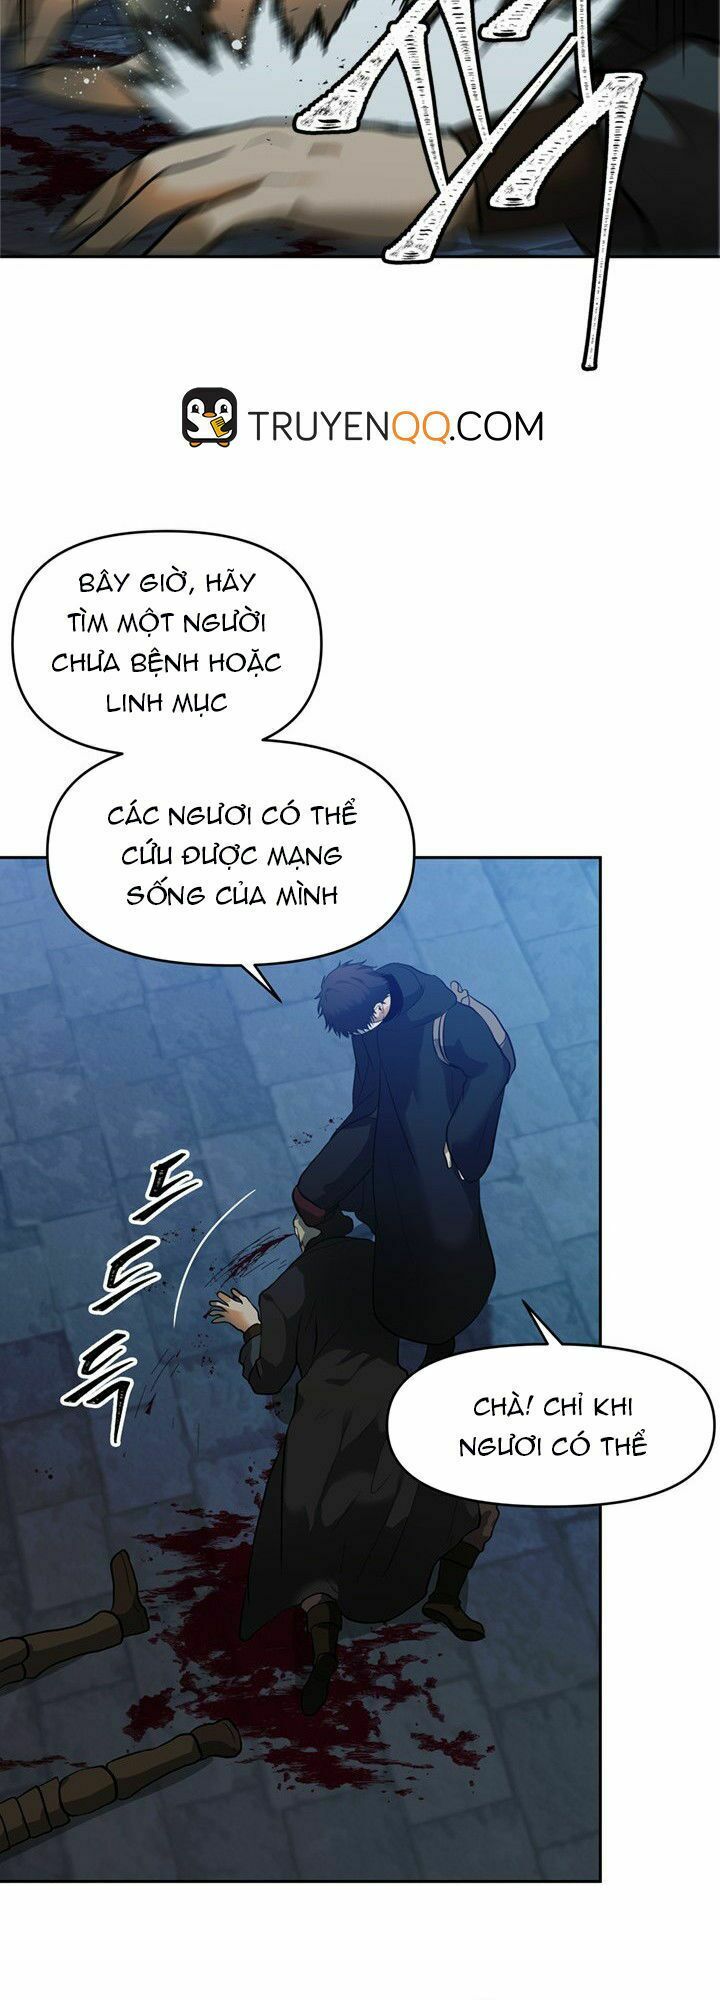 TRUYENQQ.COM
BÂY GIỜ, HÃY
TÌM MỘT NGƯỜI
CHƯA BỆNH HOẶC
LINH MỤC
CÁC NGƯƠI CÓ THỂ
CỨU ĐƯỢC MẠNG
SỐNG CỦA MÌNH
드
드
득
CHÀ! CHỈ KHI
NGƯƠI CÓ THỂ